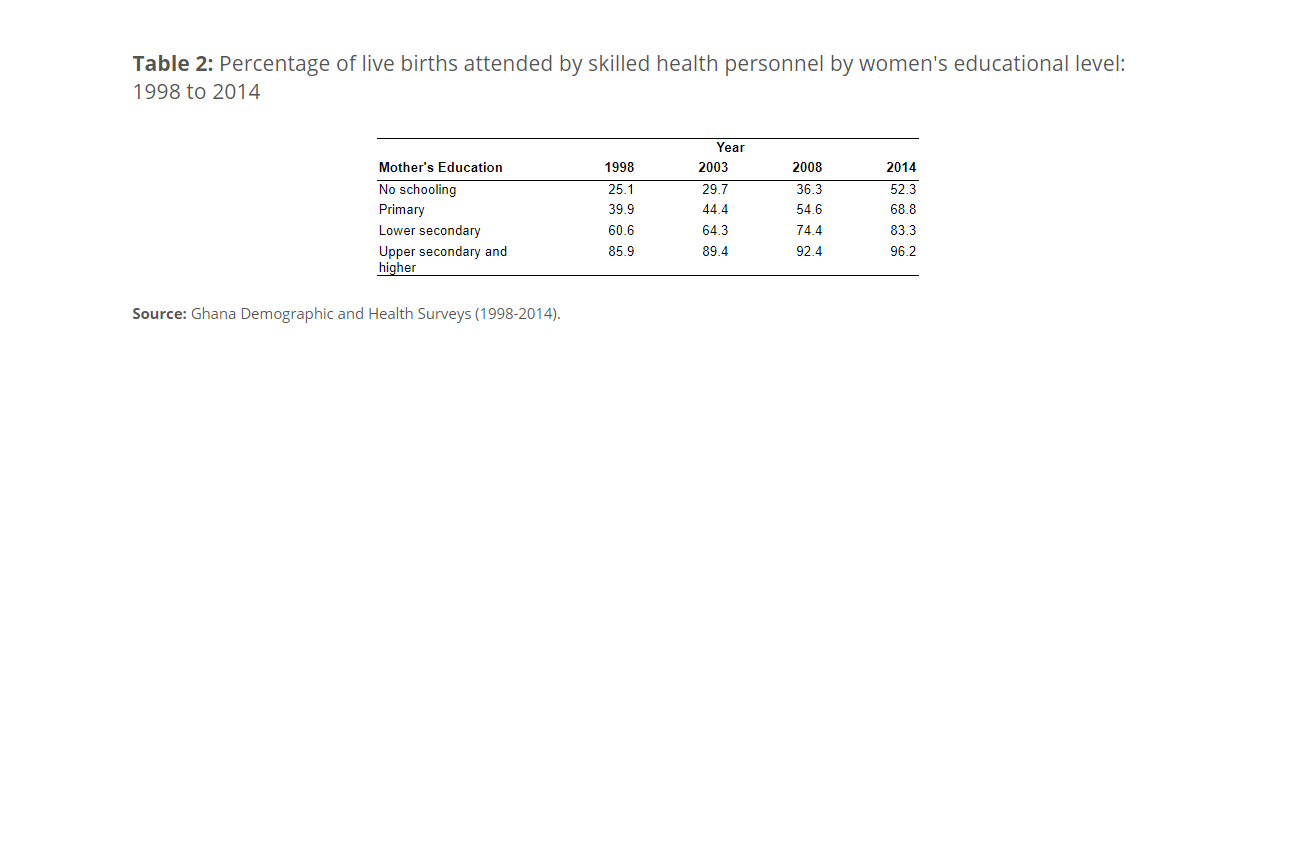 Table 2: Percentage of live births attended by skilled health personnel by women's educational level:
1998 to 2014
Year
Mother's Education 1998 2003 2008 2014
No schooling 25.1 29.7 36.3 52.3
Primary 39.9 44.4 54.6 68.8
Lower secondary 60.6 64.3 74.4 83.3
Upper secondary and 85.9 89.4 92.4 96.2
higher
Source: Ghana Demographic and Health Surveys (1998-2014).